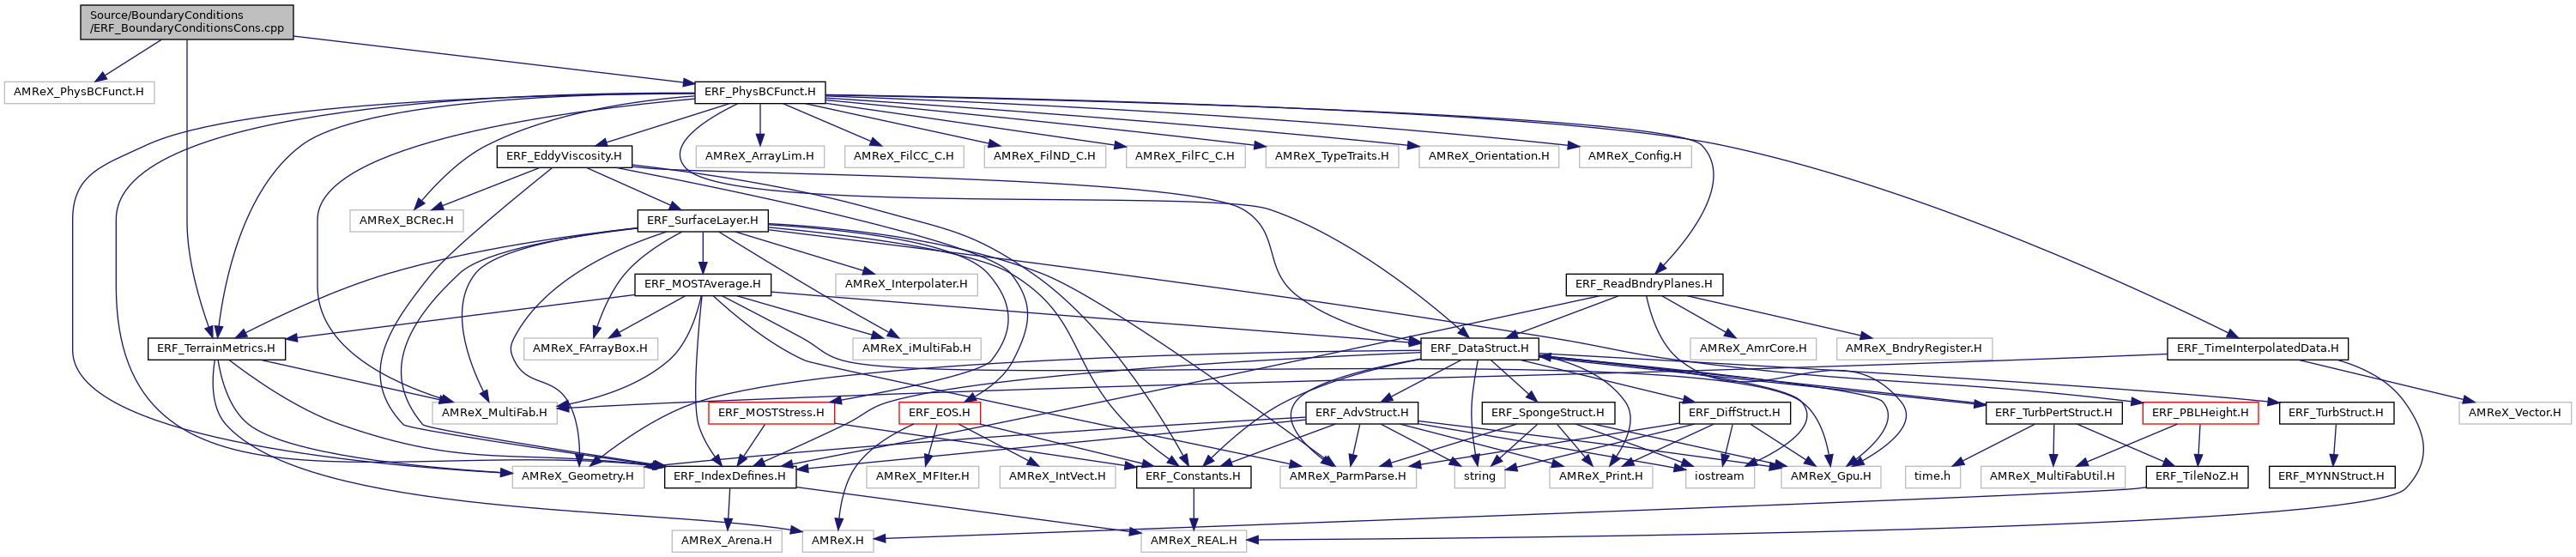 Source/BoundaryConditions
/ERF_BoundaryConditionsCons.cpp
AMReX_PhysBCFunct.H
ERF_PhysBCFunct.H
ERF_EddyViscosity.H
AMReX_ArrayLim.H
AMReX_FilCC_C.H
AMReX_FilND_C.H
AMReX_FilFC_C.H
AMReX_TypeTraits.H
AMReX_Orientation.H
AMReX_Config.H
AMReX_BCRec.H
ERF_SurfaceLayer.H
ERF_MOSTAverage.H
AMReX_Interpolater.H
ERF_ReadBndryPlanes.H
ERF_TerrainMetrics.H
AMReX_FArrayBox.H
AMReX_iMultiFab.H
ERF_DataStruct.H
AMReX_AmrCore.H
AMReX_BndryRegister.H
ERF_TimeInterpolatedData.H
AMReX_MultiFab.H
ERF_MOSTStress.H
ERF_EOS.H
ERF_AdvStruct.H
ERF_SpongeStruct.H
ERF_DiffStruct.H
ERF_TurbPertStruct.H
ERF_PBLHeight.H
ERF_TurbStruct.H
AMReX_Vector.H
AMReX_Geometry.H
ERF_IndexDefines.H
AMReX_MFIter.H
AMReX_IntVect.H
ERF_Constants.H
AMReX_ParmParse.H
string
AMReX_Print.H
iostream
AMReX_Gpu.H
time.h
AMReX_MultiFabUtil.H
ERF_TileNoZ.H
ERF_MYNNStruct.H
AMReX_Arena.H
AMReX.H
AMReX_REAL.H